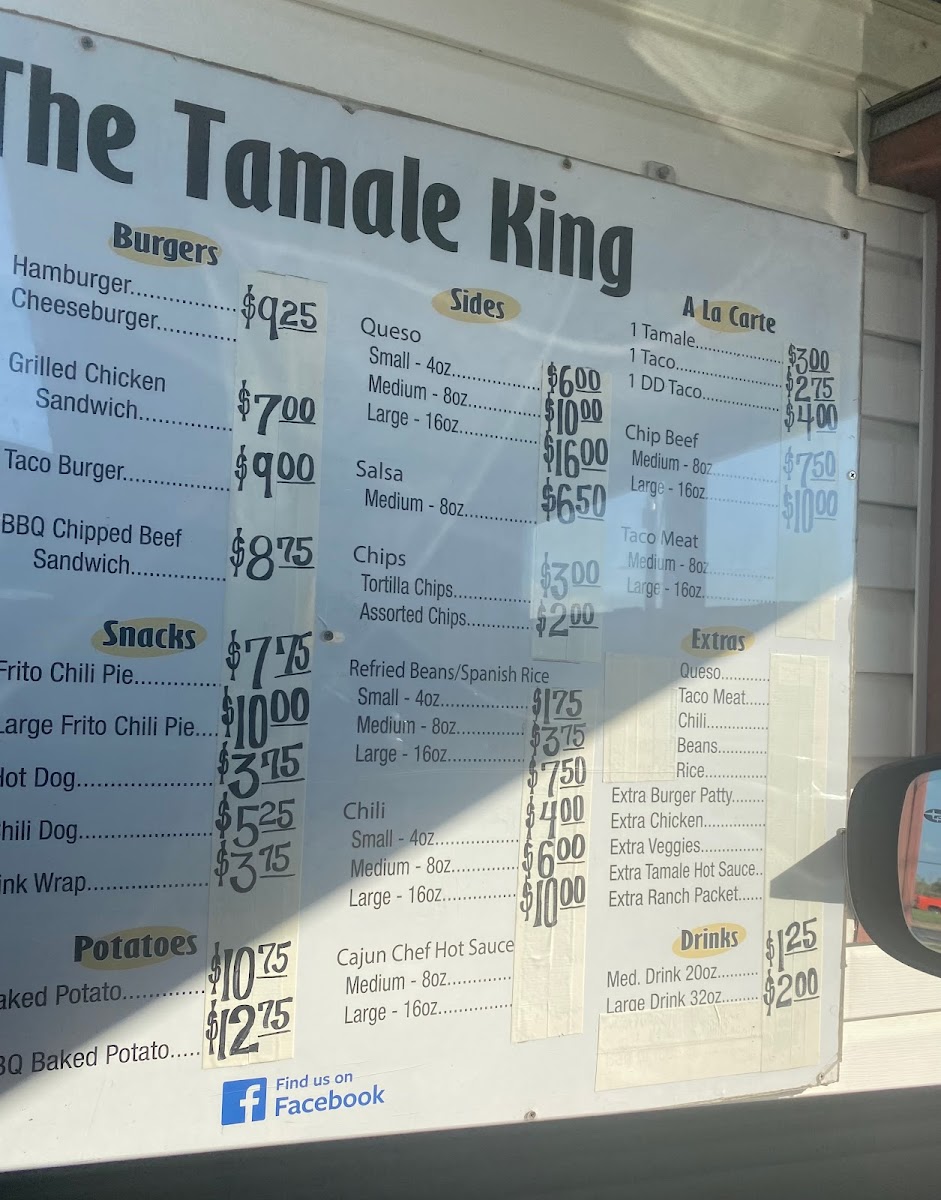 The Tamale King
Burgers
Hamburger.................. $9.25
Cheeseburger.............
Grilled Chicken
Sandwich............... $7.00
Taco Burger................. $9.00
BBQ Chipped Beef
Sandwich................ $8.75
Snacks
Frito Chili Pie............. $7.75
Large Frito Chili Pie.... $10.00
Hot Dog...................... $3.75
Chili Dog..................... $5.25
ink Wrap..................... $3.75
Potatoes
aked Potato............. $10.75
BQ Baked Potato..... $12.75
Sides
Queso
Small - 4oz............... $6.00
Medium - 8oz............ $10.00
Large - 16oz............. $16.00
Salsa
Medium - 8oz............ $6.50
Chips
Tortilla Chips............. $3.00
Assorted Chips........... $2.00
Refried Beans/Spanish Rice
Small - 4oz............... $1.75
Medium - 8oz............ $3.75
Large - 16oz............. $7.50
Chili
Small - 4oz............... $4.00
Medium - 8oz............ $6.00
Large - 16oz............. $10.00
Cajun Chef Hot Sauce
Medium - 8oz............
Large - 16oz.............
A La Carte
1 Tamale................... $3.00
1 Taco....................... $2.75
1 DD Taco................. $4.00
Chip Beef
Medium - 8oz............ $7.50
Large - 16oz............. $10.00
Taco Meat
Medium - 8oz............
Large - 16oz.............
Extras
Queso............
Taco Meat......
Chili..............
Beans............
Rice...............
Extra Burger Patty.......
Extra Chicken.............
Extra Veggies.............
Extra Tamale Hot Sauce..
Extra Ranch Packet......
Drinks
Med. Drink 20oz......... $1.25
Large Drink 32oz......... $2.00
f Find us on
Facebook